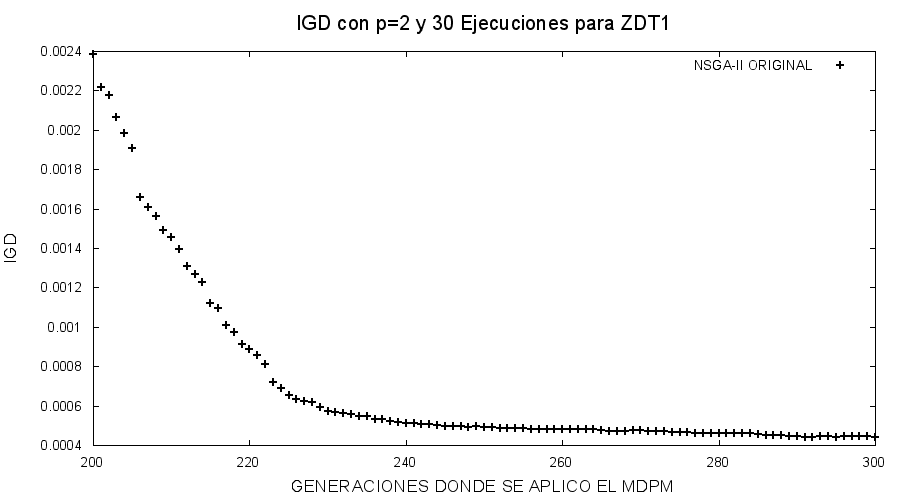 IGD con p=2 y 30 Ejecuciones para ZDT1
NSGA-II ORIGINAL
IGD
0.0024
0.0022
0.002
0.0018
0.0016
0.0014
0.0012
0.001
0.0008
0.0006
0.0004
200 220 240 260 280 300
GENERACIONES DONDE SE APLICO EL MDPM